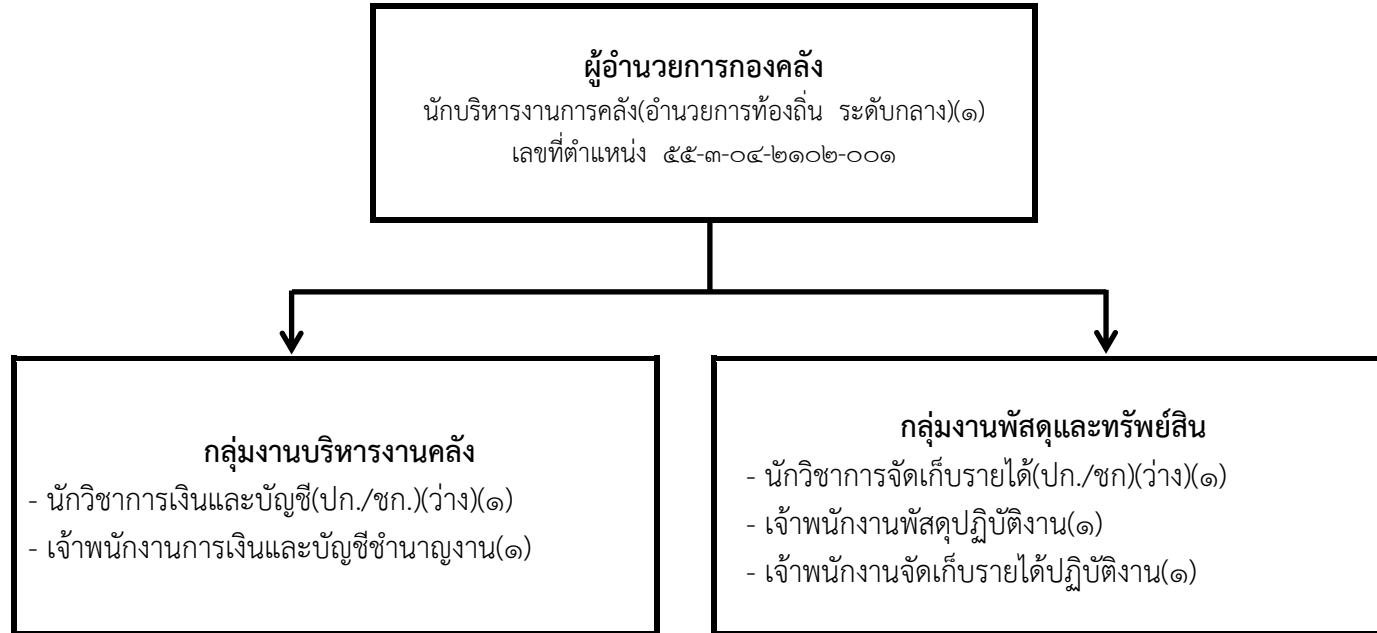 ผู้อำนวยการกองคลัง
นักบริหารงานการคลัง(อำนวยการท้องถิ่น ระดับกลาง)(๑)
เลขที่ตำแหน่ง ๕๕-๓-๐๔-๒๑๐๒-๐๐๑
กลุ่มงานบริหารงานคลัง
- นักวิชาการเงินและบัญชี(ปก./ชก.)(ว่าง)(๑)
- เจ้าพนักงานการเงินและบัญชีชำนาญงาน(๑)
กลุ่มงานพัสดุและทรัพย์สิน
- นักวิชาการจัดเก็บรายได้(ปก./ชก)(ว่าง)(๑)
- เจ้าพนักงานพัสดุปฏิบัติงาน(๑)
- เจ้าพนักงานจัดเก็บรายได้ปฏิบัติงาน(๑)